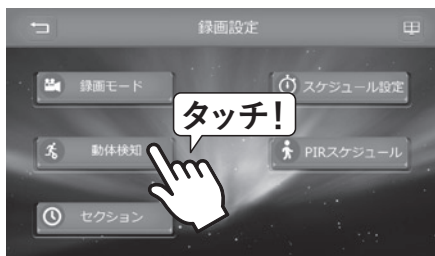 録画設定
録画モード
スケジュール設定
タッチ!
動体検知
PIRスケジュール
セクション